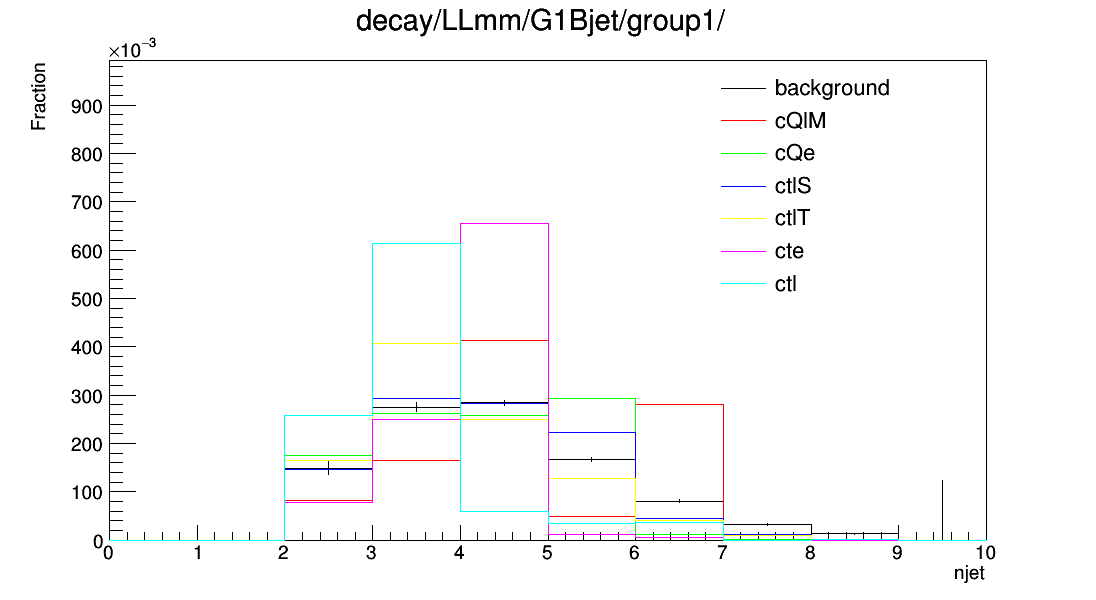 decay/LLmm/G1Bjet/group1/
×10⁻³
Fraction
900
800
700
600
500
400
300
200
100
0
0 1 2 3 4 5 6 7 8 9 10
njet
background
cQlM
cQe
ctlS
ctlT
cte
ctl